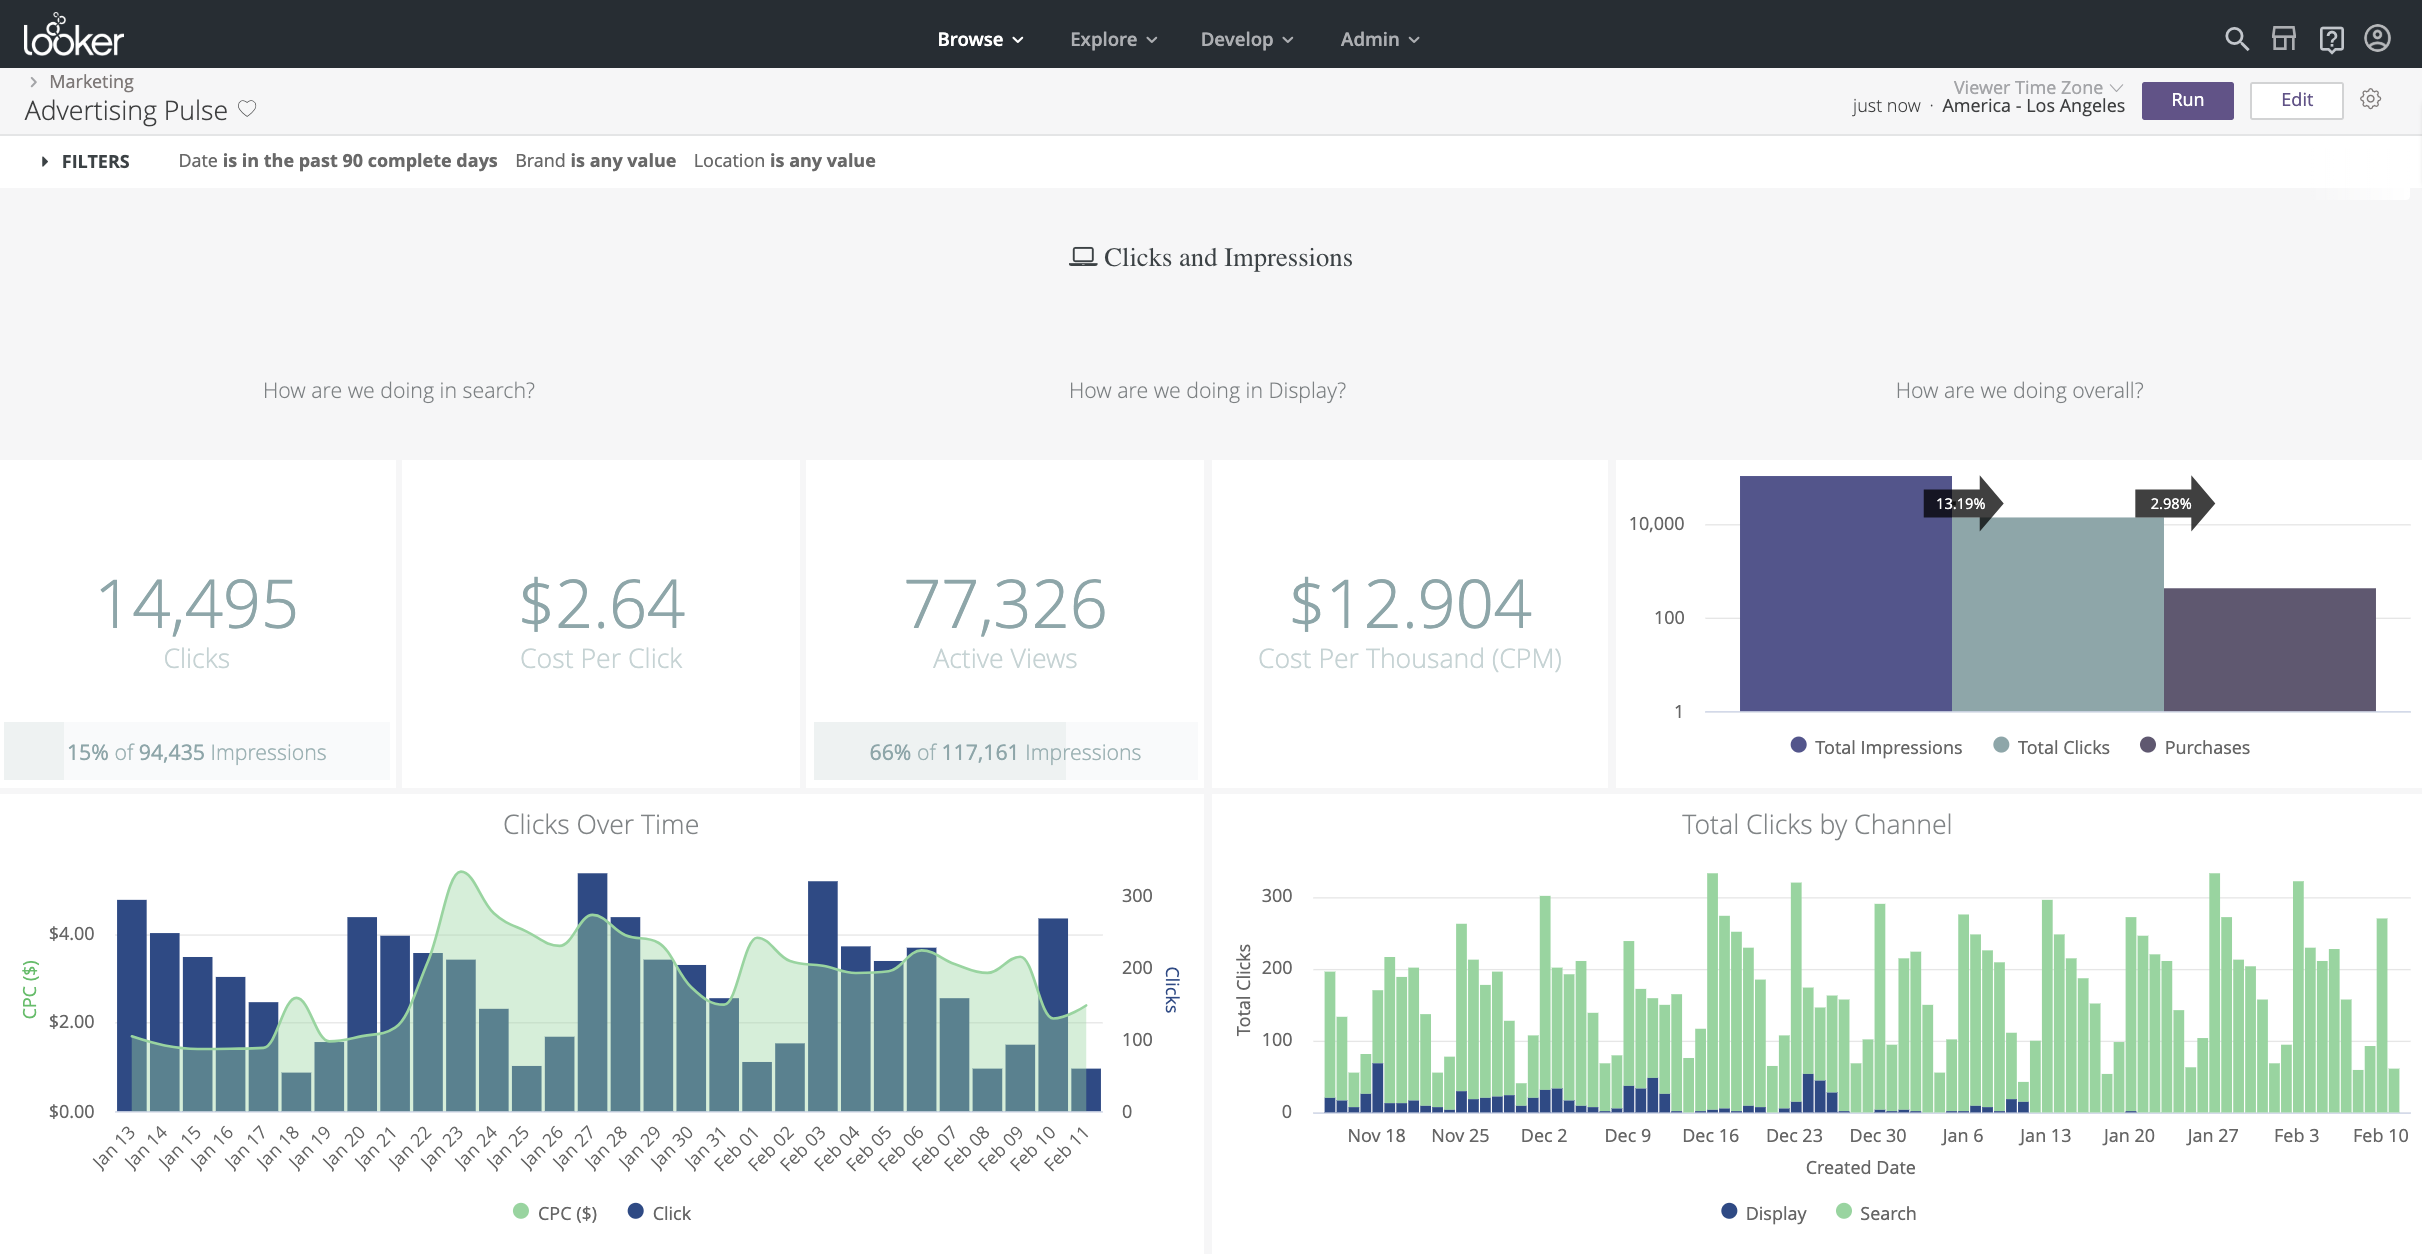 looker
Browse
Explore
Develop
Admin
Marketing
Advertising Pulse
Viewer Time Zone
just now · America - Los Angeles
Run
Edit
FILTERS
Date is in the past 90 complete days
Brand is any value
Location is any value
Clicks and Impressions
How are we doing in search?
How are we doing in Display?
How are we doing overall?
14,495
Clicks
15% of 94,435 Impressions
$2.64
Cost Per Click
77,326
Active Views
66% of 117,161 Impressions
$12.904
Cost Per Thousand (CPM)
13.19%
2.98%
10,000
100
1
Total Impressions
Total Clicks
Purchases
Clicks Over Time
CPC ($)
$4.00
$2.00
$0.00
300
200
100
0
Clicks
Jan 13
Jan 14
Jan 15
Jan 16
Jan 17
Jan 18
Jan 19
Jan 20
Jan 21
Jan 22
Jan 23
Jan 24
Jan 25
Jan 26
Jan 27
Jan 28
Jan 29
Jan 30
Jan 31
Feb 01
Feb 02
Feb 03
Feb 04
Feb 05
Feb 06
Feb 07
Feb 08
Feb 09
Feb 10
Feb 11
CPC ($)
Click
Total Clicks by Channel
Total Clicks
300
200
100
0
Nov 18
Nov 25
Dec 2
Dec 9
Dec 16
Dec 23
Dec 30
Jan 6
Jan 13
Jan 20
Jan 27
Feb 3
Feb 10
Created Date
Display
Search